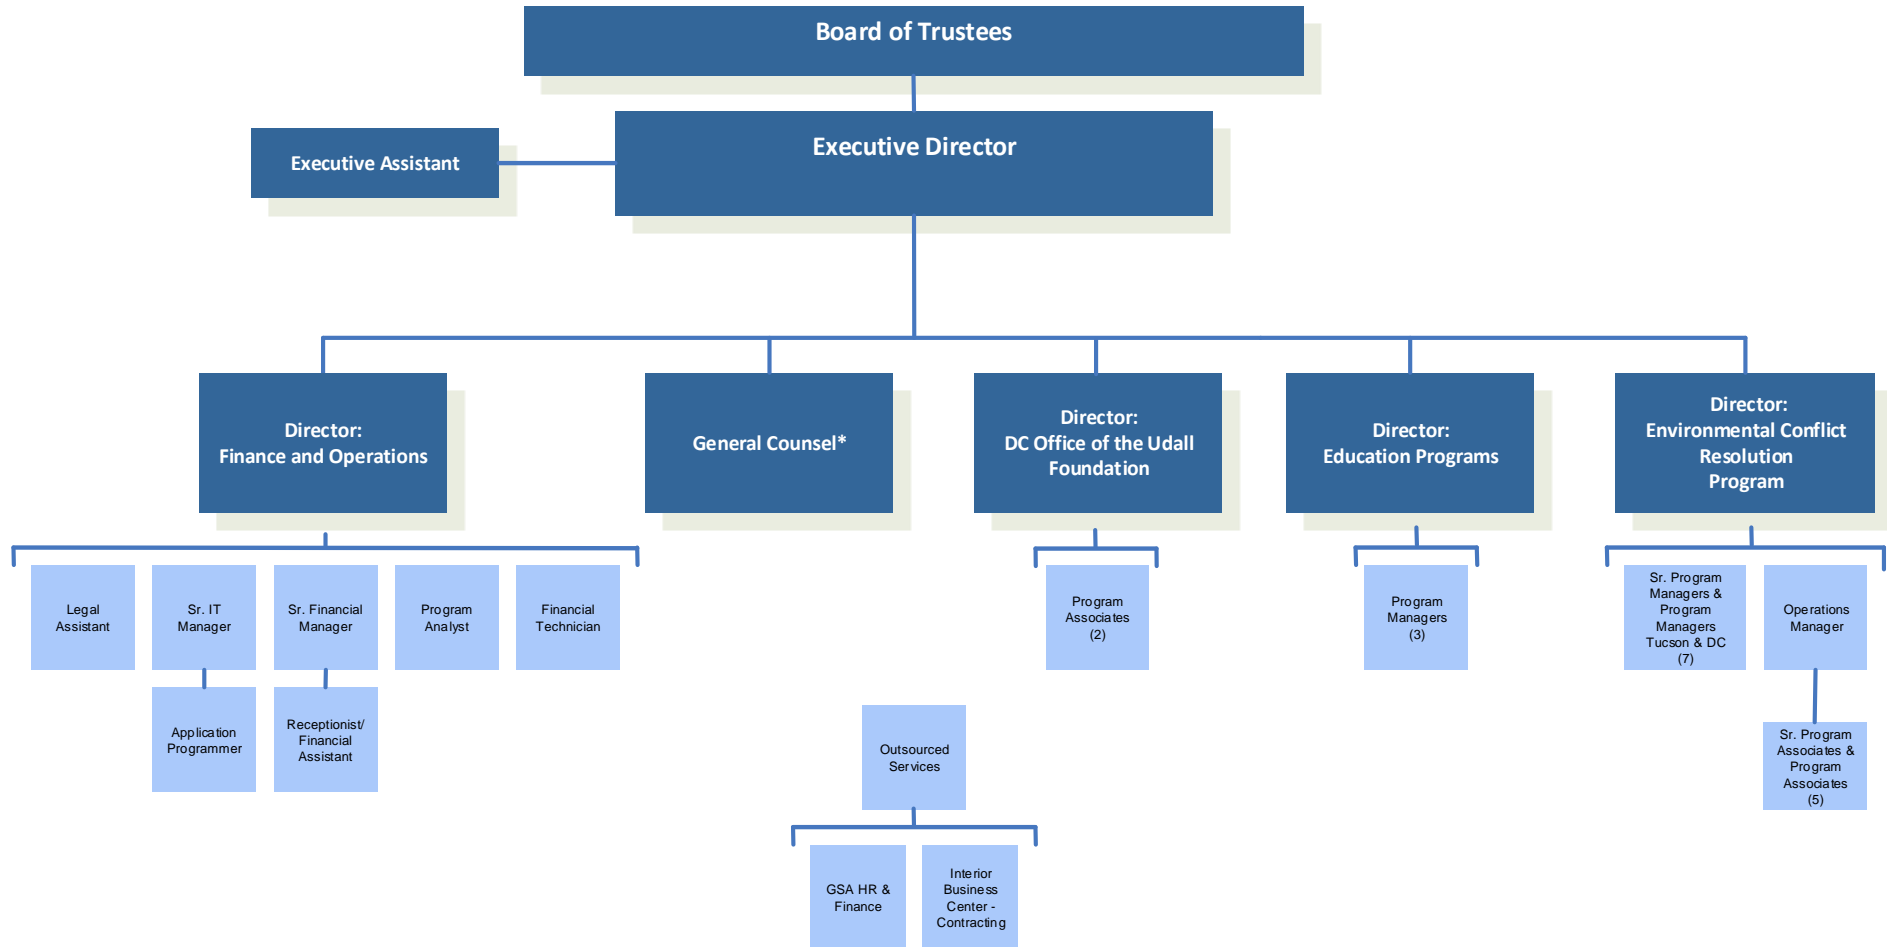 Board of Trustees
Executive Director
Executive Assistant
Director:
Finance and Operations
General Counsel*
Director:
DC Office of the Udall
Foundation
Director:
Education Programs
Director:
Environmental Conflict
Resolution
Program
Legal
Assistant
Sr. IT
Manager
Sr. Financial
Manager
Program
Analyst
Financial
Technician
Program
Associates
(2)
Program
Managers
(3)
Sr. Program
Managers &
Program
Managers
Tucson & DC
(7)
Operations
Manager
Application
Programmer
Receptionist/
Financial
Assistant
Outsourced
Services
Sr. Program
Associates &
Program
Associates
(5)
GSA HR &
Finance
Interior
Business
Center -
Contracting